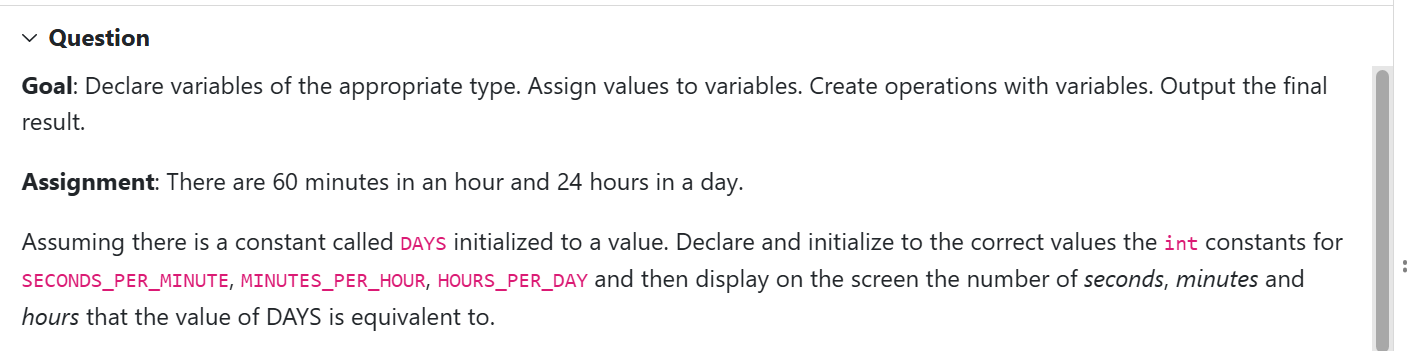 Question
Goal: Declare variables of the appropriate type. Assign values to variables. Create operations with variables. Output the final
result.
Assignment: There are 60 minutes in an hour and 24 hours in a day.
Assuming there is a constant called DAYS initialized to a value. Declare and initialize to the correct values the int constants for
SECONDS_PER_MINUTE, MINUTES_PER_HOUR, HOURS_PER_DAY and then display on the screen the number of seconds, minutes and
hours that the value of DAYS is equivalent to.